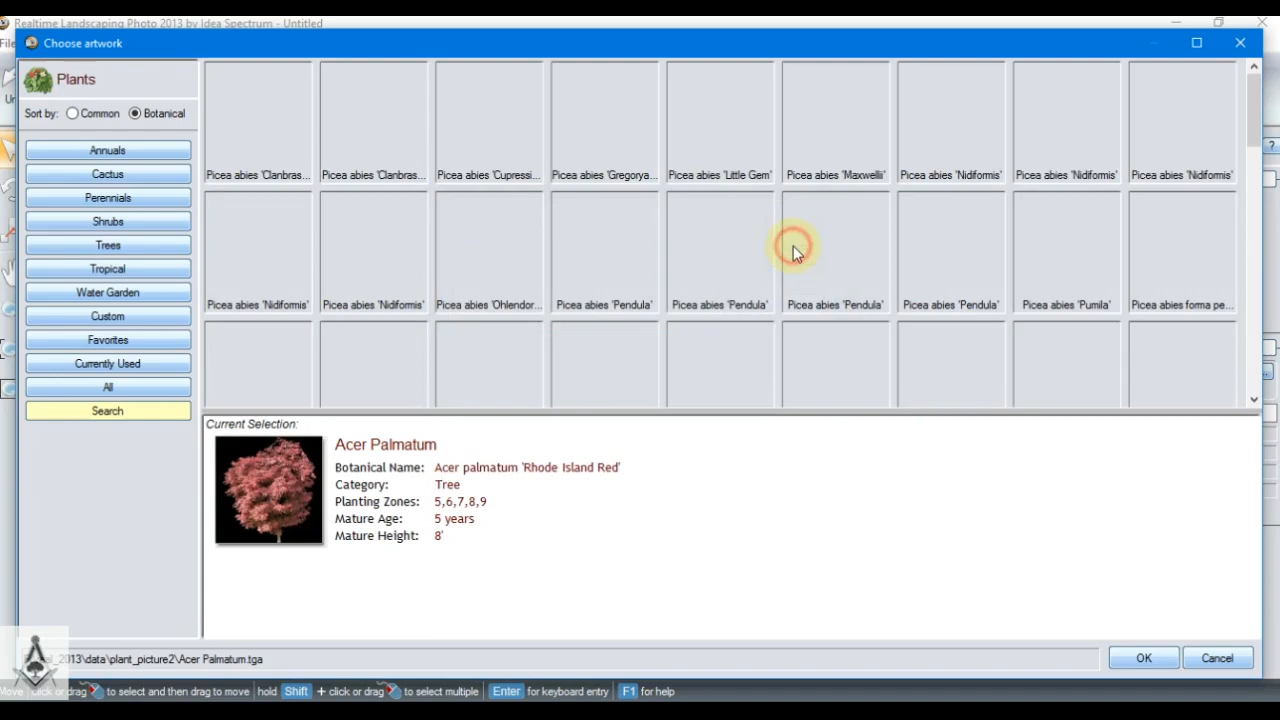 Realtime Landscaping Photo 2013 by Idea Spectrum - Untitled
Choose artwork
Plants
Sort by: Common Botanical
Annuals
Cactus
Perennials
Shrubs
Trees
Tropical
Water Garden
Custom
Favorites
Currently Used
All
Search
Picea abies 'Clanbras... Picea abies 'Clanbras... Picea abies 'Cupressi... Picea abies 'Gregorya... Picea abies 'Little Gem' Picea abies 'Maxwellii' Picea abies 'Nidiformis' Picea abies 'Nidiformis' Picea abies 'Nidiformis'
Picea abies 'Nidiformis' Picea abies 'Nidiformis' Picea abies 'Ohlendor... Picea abies 'Pendula' Picea abies 'Pendula' Picea abies 'Pendula' Picea abies 'Pendula' Picea abies 'Pumila' Picea abies forma pe...
Current Selection:
Acer Palmatum
Botanical Name: Acer palmatum 'Rhode Island Red'
Category: Tree
Planting Zones: 5,6,7,8,9
Mature Age: 5 years
Mature Height: 8'
_2013\data\plant_picture2\Acer Palmatum.tga
OK Cancel
Move click or drag to select and then drag to move hold Shift + click or drag to select multiple Enter for keyboard entry F1 for help